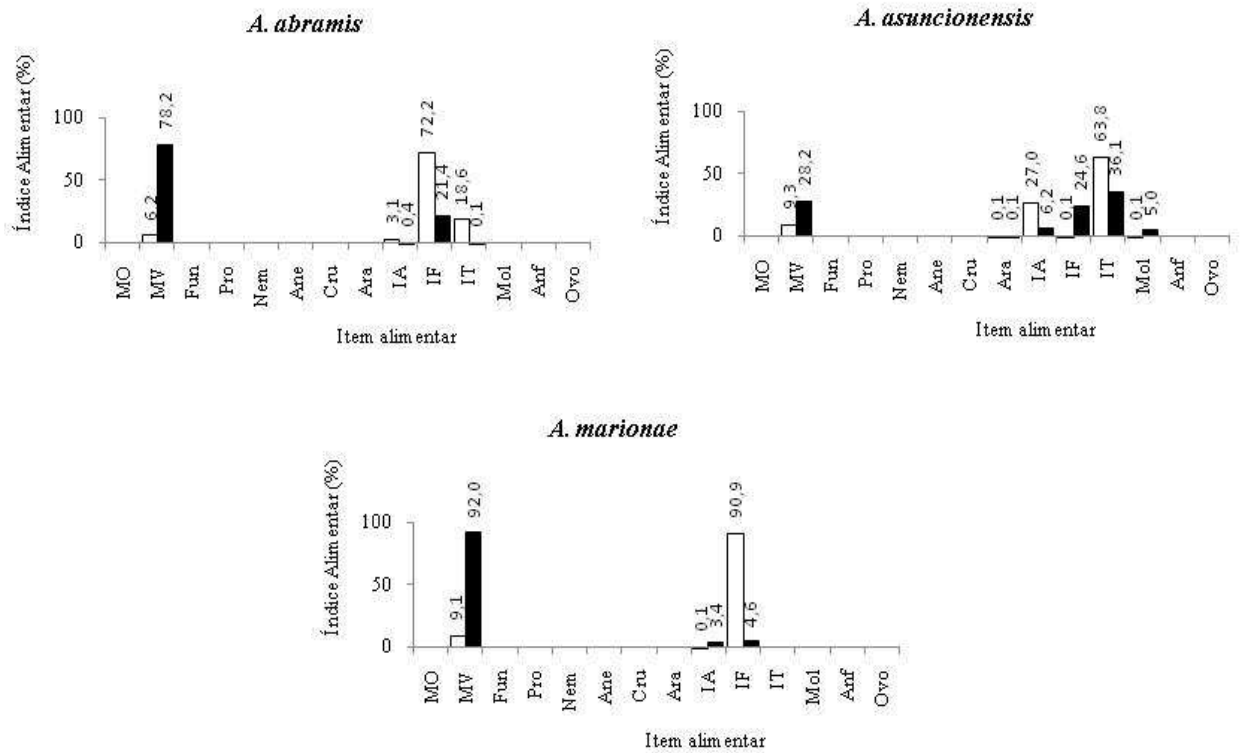 A. abramis
Índice Alimentar (%)
100
50
0
6,2
78,2
3,1
0,4
72,2
21,4
18,6
0,1
MO
MV
Fun
Pro
Nem
Ane
Cru
Ara
IA
IF
IT
Mol
Anf
Ovo
Item alimentar
A. asuncionensis
Índice Alimentar (%)
100
50
0
9,3
28,2
0,1
0,1
27,0
6,2
0,1
24,6
63,8
36,1
0,1
5,0
MO
MV
Fun
Pro
Nem
Ane
Cru
Ara
IA
IF
IT
Mol
Anf
Ovo
Item alimentar
A. marionae
Índice Alimentar (%)
100
50
0
9,1
92,0
0,1
3,4
90,9
4,6
MO
MV
Fun
Pro
Nem
Ane
Cru
Ara
IA
IF
IT
Mol
Anf
Ovo
Item alimentar